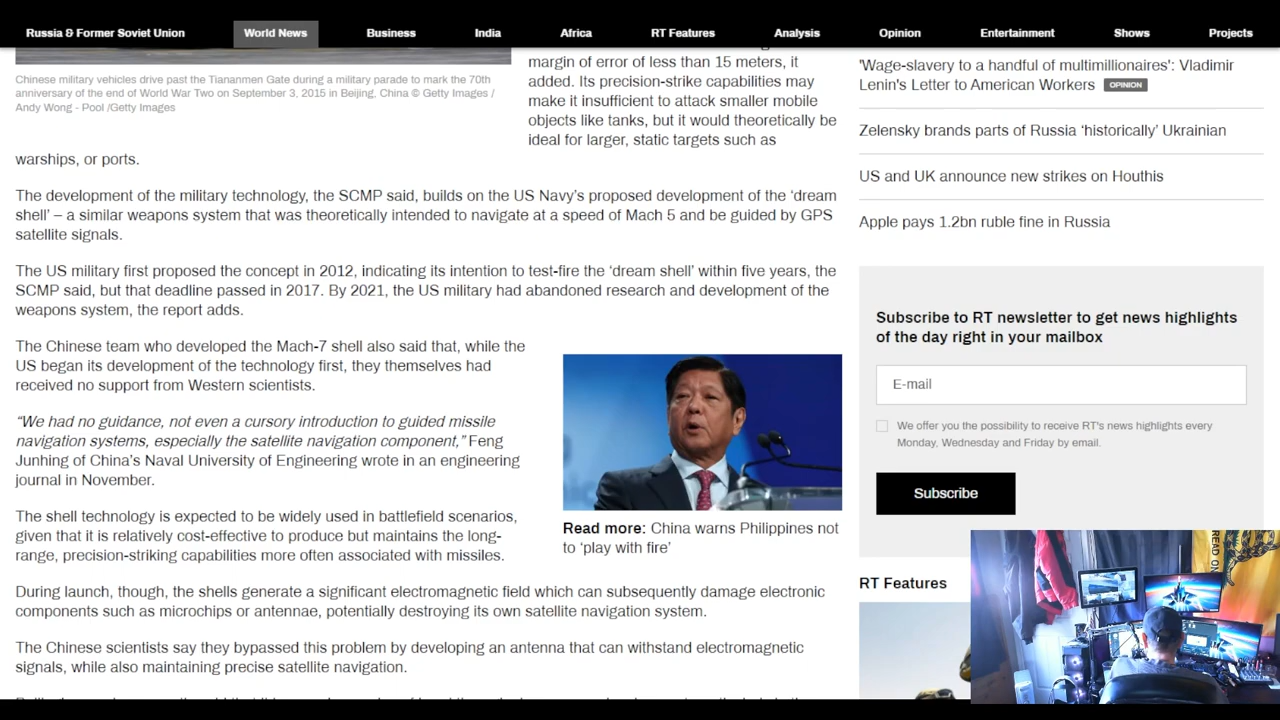 Russia & Former Soviet Union
World News
Business
India
Africa
RT Features
Analysis
Opinion
Entertainment
Shows
Projects
Chinese military vehicles drive past the Tiananmen Gate during a military parade to mark the 70th
anniversary of the end of World War Two on September 3, 2015 in Beijing, China © Getty Images /
Andy Wong - Pool /Getty Images
margin of error of less than 15 meters, it
added. Its precision-strike capabilities may
make it insufficient to attack smaller mobile
objects like tanks, but it would theoretically be
ideal for larger, static targets such as
warships, or ports.
The development of the military technology, the SCMP said, builds on the US Navy's proposed development of the 'dream
shell' – a similar weapons system that was theoretically intended to navigate at a speed of Mach 5 and be guided by GPS
satellite signals.
The US military first proposed the concept in 2012, indicating its intention to test-fire the 'dream shell' within five years, the
SCMP said, but that deadline passed in 2017. By 2021, the US military had abandoned research and development of the
weapons system, the report adds.
The Chinese team who developed the Mach-7 shell also said that, while the
US began its development of the technology first, they themselves had
received no support from Western scientists.
“We had no guidance, not even a cursory introduction to guided missile
navigation systems, especially the satellite navigation component,” Feng
Junhing of China's Naval University of Engineering wrote in an engineering
journal in November.
The shell technology is expected to be widely used in battlefield scenarios,
given that it is relatively cost-effective to produce but maintains the long-
range, precision-striking capabilities more often associated with missiles.
Read more: China warns Philippines not
to 'play with fire'
During launch, though, the shells generate a significant electromagnetic field which can subsequently damage electronic
components such as microchips or antennae, potentially destroying its own satellite navigation system.
The Chinese scientists say they bypassed this problem by developing an antenna that can withstand electromagnetic
signals, while also maintaining precise satellite navigation.
'Wage-slavery to a handful of multimillionaires': Vladimir
Lenin's Letter to American Workers OPINION
Zelensky brands parts of Russia 'historically' Ukrainian
US and UK announce new strikes on Houthis
Apple pays 1.2bn ruble fine in Russia
Subscribe to RT newsletter to get news highlights
of the day right in your mailbox
E-mail
We offer you the possibility to receive RT's news highlights every
Monday, Wednesday and Friday by email.
Subscribe
RT Features
READ ON